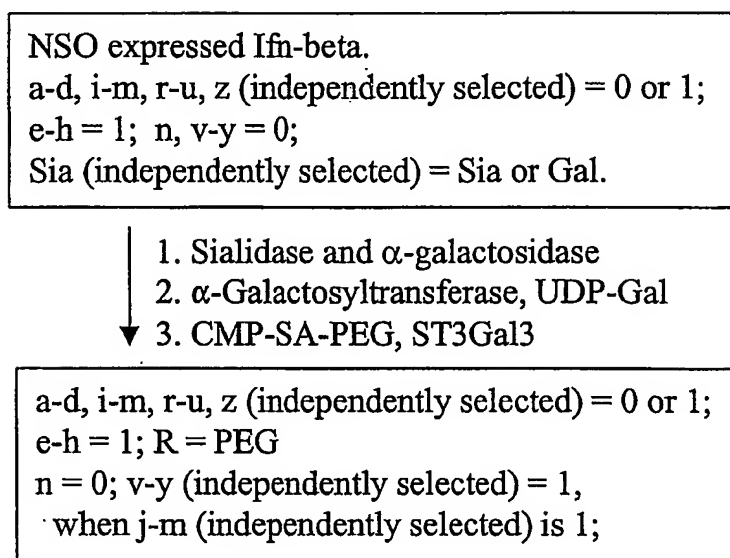 NSO expressed Ifn-beta.
a-d, i-m, r-u, z (independently selected) = 0 or 1;
e-h = 1; n, v-y = 0;
Sia (independently selected) = Sia or Gal.
1. Sialidase and α-galactosidase
2. α-Galactosyltransferase, UDP-Gal
3. CMP-SA-PEG, ST3Gal3
a-d, i-m, r-u, z (independently selected) = 0 or 1;
e-h = 1; R = PEG
n = 0; v-y (independently selected) = 1,
when j-m (independently selected) is 1;